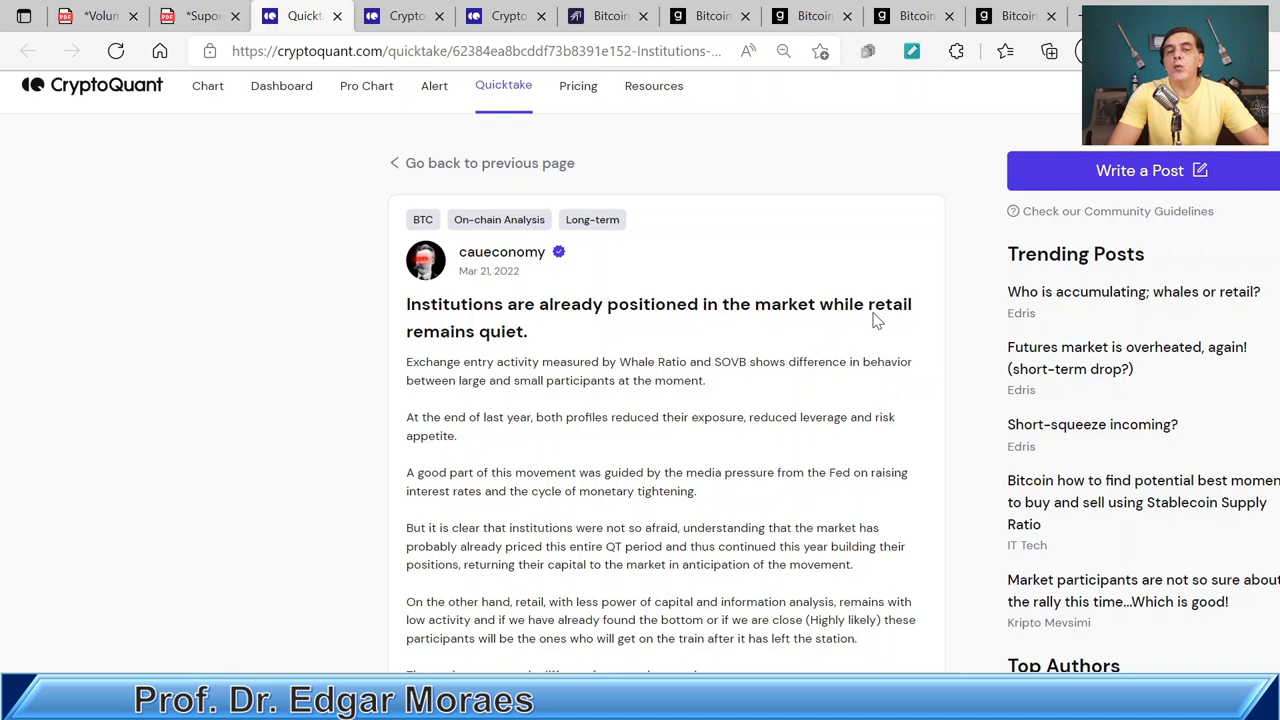 *Volum
*Supo
Quickt
Crypto
Crypto
Bitcoin
Bitcoin
Bitcoin
Bitcoin
Bitcoin
https://cryptoquant.com/quicktake/62384ea8bcddf73b8391e152-Institutions-...
CryptoQuant
Chart
Dashboard
Pro Chart
Alert
Quicktake
Pricing
Resources
Go back to previous page
Write a Post
Check our Community Guidelines
BTC
On-chain Analysis
Long-term
caueconomy
Mar 21, 2022
Institutions are already positioned in the market while retail
remains quiet.
Exchange entry activity measured by Whale Ratio and SOVB shows difference in behavior
between large and small participants at the moment.
At the end of last year, both profiles reduced their exposure, reduced leverage and risk
appetite.
A good part of this movement was guided by the media pressure from the Fed on raising
interest rates and the cycle of monetary tightening.
But it is clear that institutions were not so afraid, understanding that the market has
probably already priced this entire QT period and thus continued this year building their
positions, returning their capital to the market in anticipation of the movement.
On the other hand, retail, with less power of capital and information analysis, remains with
low activity and if we have already found the bottom or if we are close (Highly likely) these
participants will be the ones who will get on the train after it has left the station.
Trending Posts
Who is accumulating; whales or retail?
Edris
Futures market is overheated, again!
(short-term drop?)
Edris
Short-squeeze incoming?
Edris
Bitcoin how to find potential best momen
to buy and sell using Stablecoin Supply
Ratio
IT Tech
Market participants are not so sure about
the rally this time...Which is good!
Kripto Mevsimi
Top Authors
Prof. Dr. Edgar Moraes